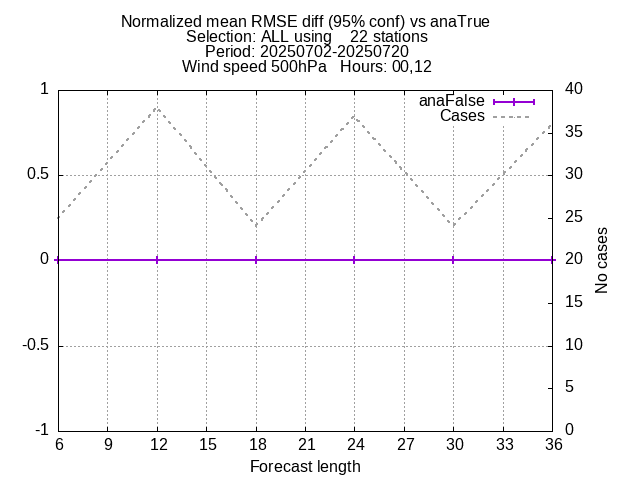 Normalized mean RMSE diff (95% conf) vs anaTrue
Selection: ALL using    22 stations
Period: 20250702-20250720
Wind speed 500hPa   Hours: 00,12
1
0.5
0
-0.5
-1
40
35
30
25
20
15
10
5
0
anaFalse
Cases
No cases
6 9 12 15 18 21 24 27 30 33 36
Forecast length